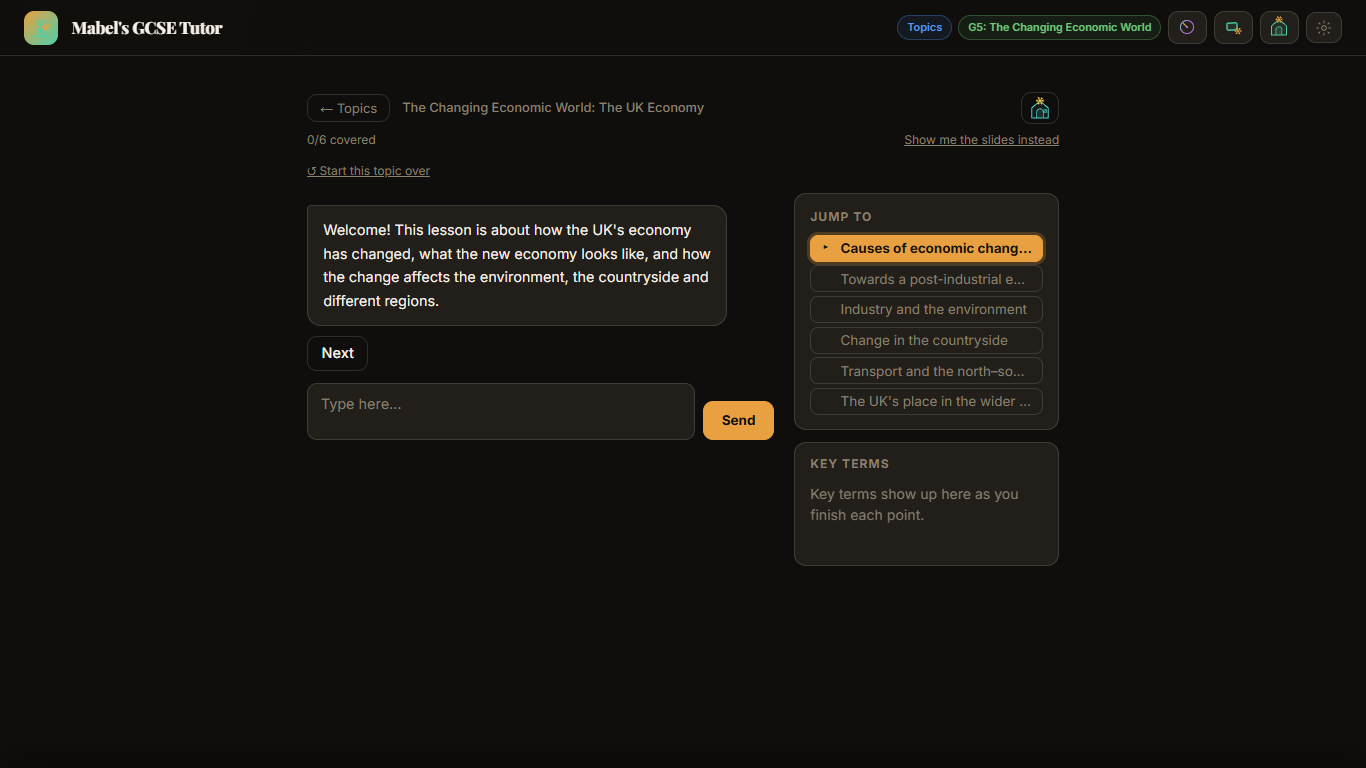 Mabel's GCSE Tutor
Topics
G5: The Changing Economic World
← Topics
The Changing Economic World: The UK Economy
0/6 covered
Show me the slides instead
↺ Start this topic over
Welcome! This lesson is about how the UK's economy
has changed, what the new economy looks like, and how
the change affects the environment, the countryside and
different regions.
Next
Type here...
Send
JUMP TO
Causes of economic chang...
Towards a post-industrial e...
Industry and the environment
Change in the countryside
Transport and the north–so...
The UK's place in the wider ...
KEY TERMS
Key terms show up here as you
finish each point.